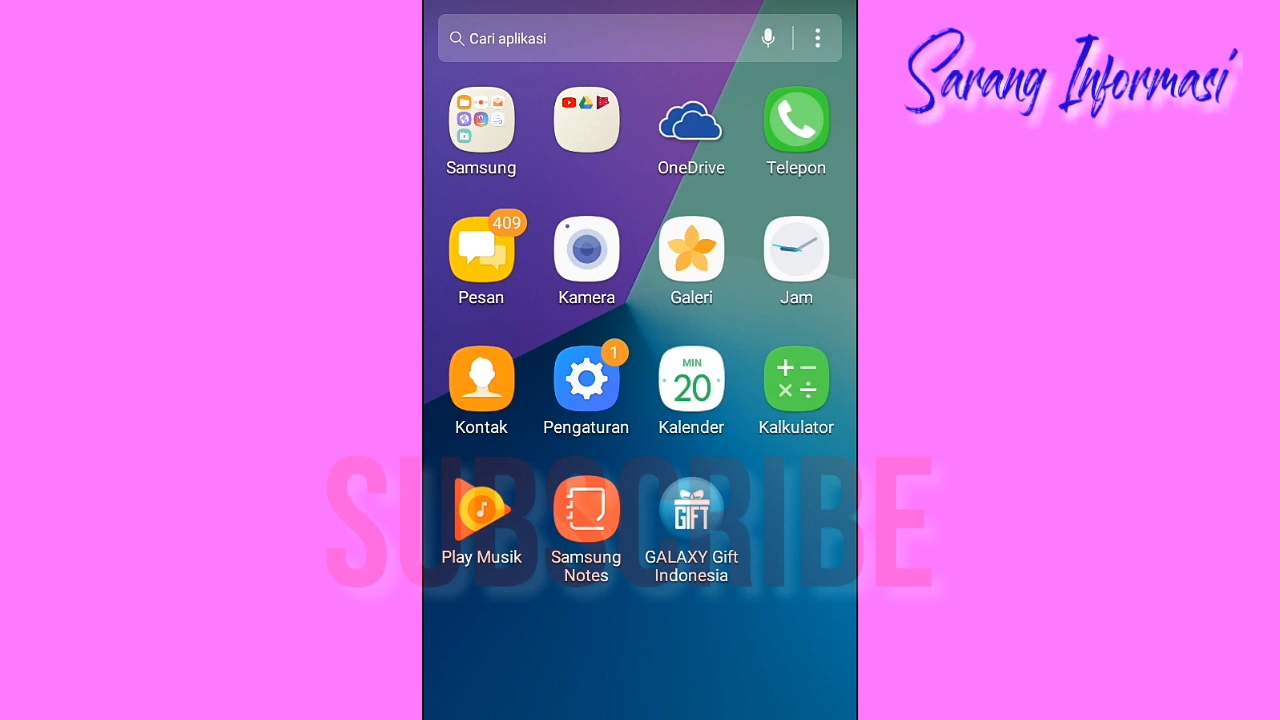 Cari aplikasi
Sarang Informasi
Samsung
OneDrive
Telepon
409
Pesan
Kamera
Galeri
Jam
1
MIN
20
Kontak
Pengaturan
Kalender
Kalkulator
SUBSCRIBE
GIFT
Play Musik
Samsung
Notes
GALAXY Gift
Indonesia